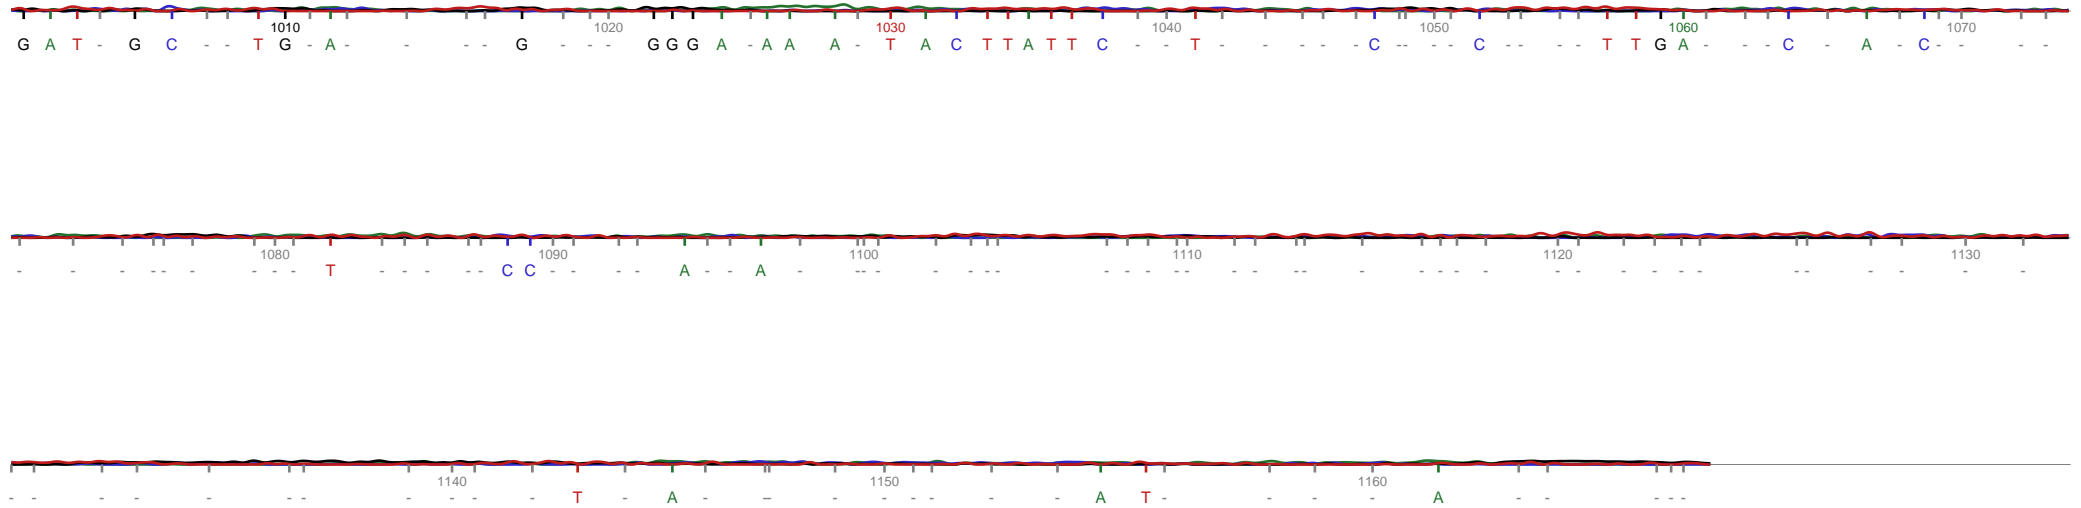 1010 1020 1030 1040 1050 1060 1070
G A T - G C - - T G - A - - - - G - - - G G G A - A A A - T A C T T A T T C - - T - - - - - C - - - - C - - - - T T G A - - - C - A - C - - - -
1080 1090 1100 1110 1120 1130
- - - - - - - - - T - - - - - C C - - - - A - - A - - - - - - - - - - - - - - - - - - - - - - - - - - - - - - - - - - - -
1140 1150 1160
- - - - - - - - - - - T - A - - - - - - - - - A T - - - - A - - - - -